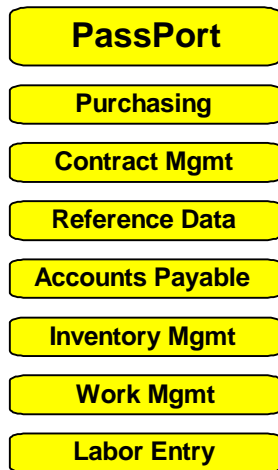 PassPort
Purchasing
Contract Mgmt
Reference Data
Accounts Payable
Inventory Mgmt
Work Mgmt
Labor Entry